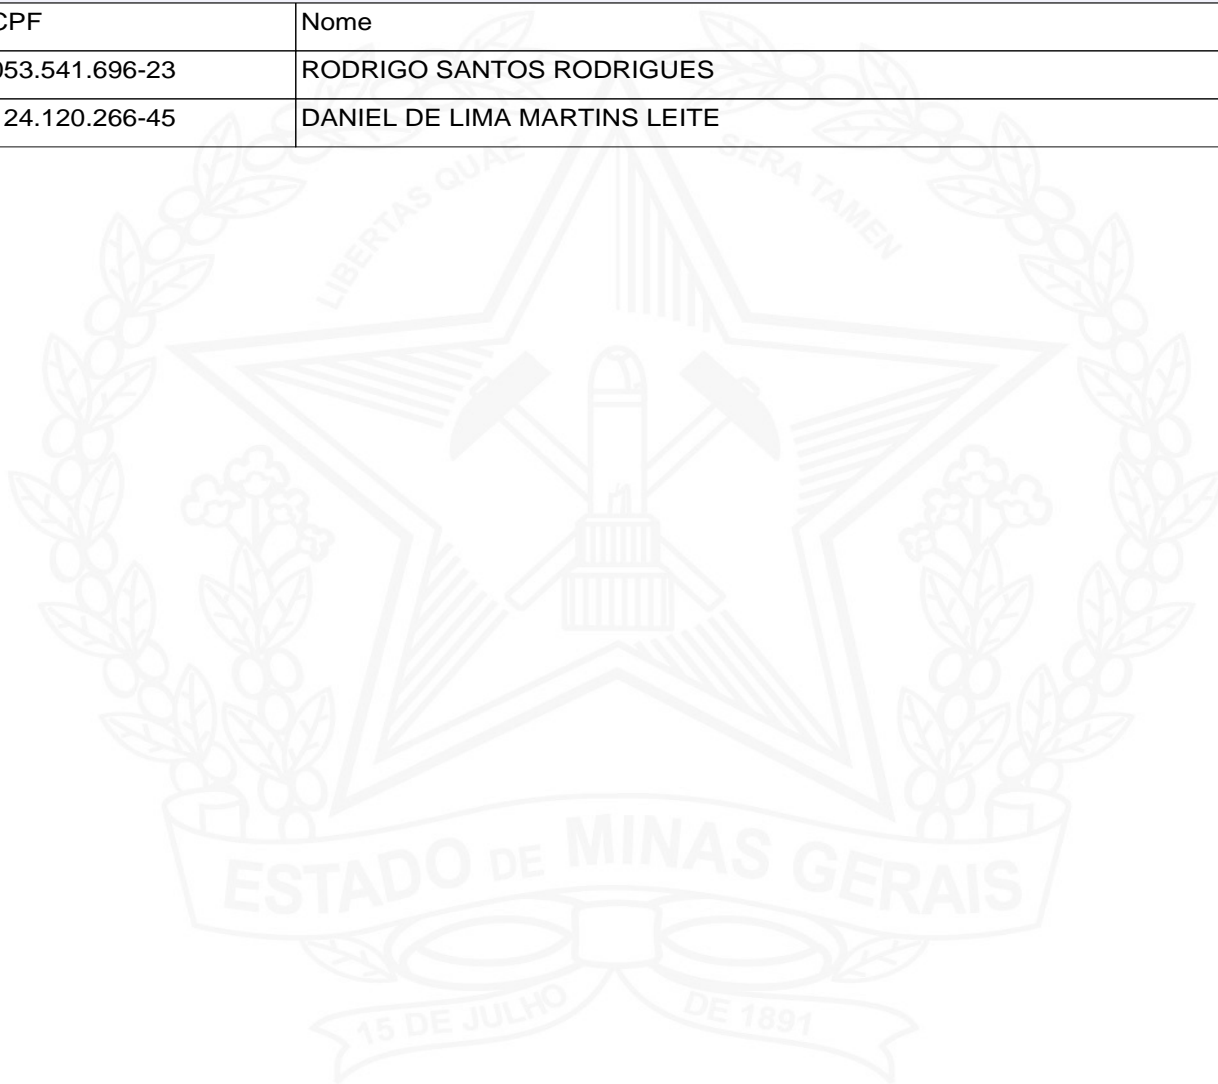 CPF Nome
053.541.696-23 RODRIGO SANTOS RODRIGUES
24.120.266-45 DANIEL DE LIMA MARTINS LEITE
LIBERTAS QUAE SERA TAMEN
ESTADO DE MINAS GERAIS
15 DE JULHO DE 1891